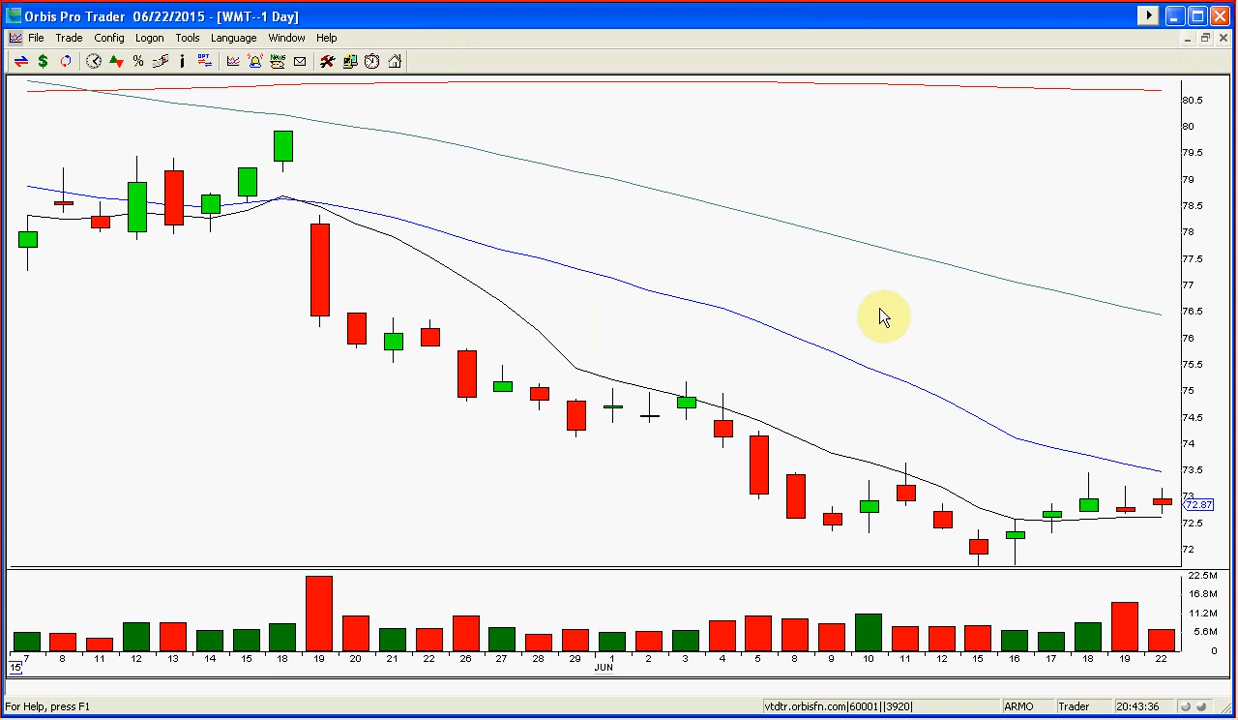 Orbis Pro Trader 06/22/2015 - [WMT--1 Day]
File Trade Config Logon Tools Language Window Help
80.5
80
79.5
79
78.5
78
77.5
77
76.5
76
75.5
75
74.5
74
73.5
73
72.87
72.5
72
22.5M
16.8M
11.2M
5.6M
0
7 8 11 12 13 14 15 18 19 20 21 22 26 27 28 29 1 2 3 4 5 8 9 10 11 12 15 16 17 18 19 22
15 JUN
For Help, press F1 vtdtr.orbisfn.com|60001||3920| ARMO Trader 20:43:36